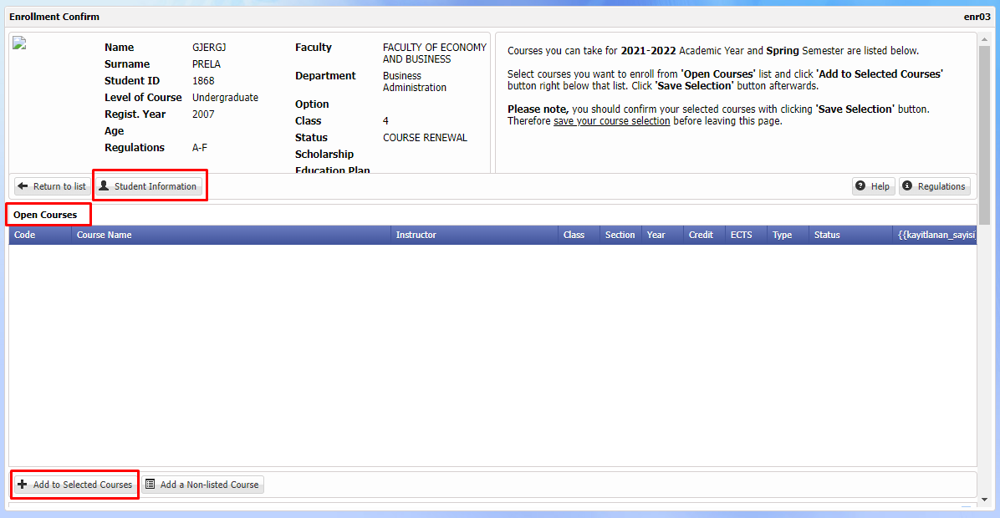 Enrollment Confirm enr03
Name GJERGJ
Surname PRELA
Student ID 1868
Level of Course Undergraduate
Regist. Year 2007
Age
Regulations A-F
Faculty FACULTY OF ECONOMY
AND BUSINESS
Department Business
Administration
Option
Class 4
Status COURSE RENEWAL
Scholarship
Education Plan
Courses you can take for 2021-2022 Academic Year and Spring Semester are listed below.
Select courses you want to enroll from 'Open Courses' list and click 'Add to Selected Courses'
button right below that list. Click 'Save Selection' button afterwards.
Please note, you should confirm your selected courses with clicking 'Save Selection' button.
Therefore save your course selection before leaving this page.
Return to list Student Information Help Regulations
Open Courses
Code Course Name Instructor Class Section Year Credit ECTS Type Status {{kayitlanan_sayisi}
Add to Selected Courses Add a Non-listed Course